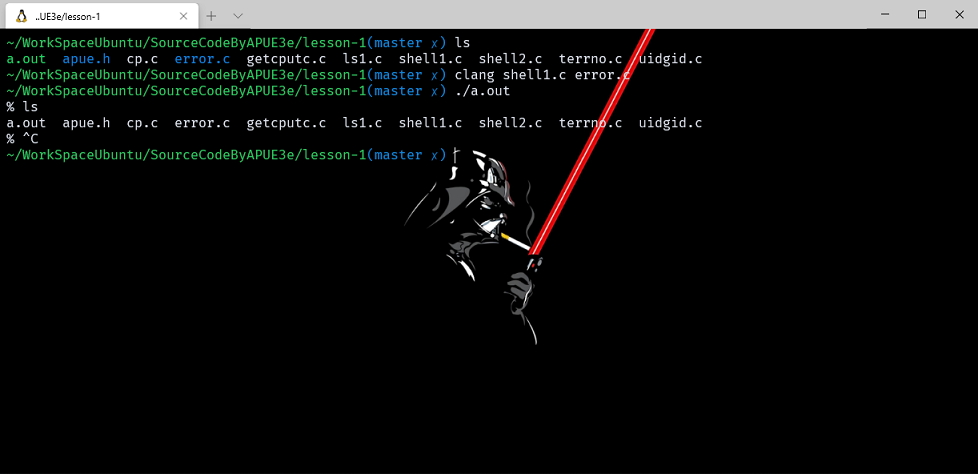 ..UE3e/lesson-1
~/WorkSpaceUbuntu/SourceCodeByAPUE3e/lesson-1(master ✗) ls
a.out  apue.h  cp.c  error.c  getcputc.c  ls1.c  shell1.c  shell2.c  terrno.c  uidgid.c
~/WorkSpaceUbuntu/SourceCodeByAPUE3e/lesson-1(master ✗) clang shell1.c error.c
~/WorkSpaceUbuntu/SourceCodeByAPUE3e/lesson-1(master ✗) ./a.out
% ls
a.out  apue.h  cp.c  error.c  getcputc.c  ls1.c  shell1.c  shell2.c  terrno.c  uidgid.c
% ^C
~/WorkSpaceUbuntu/SourceCodeByAPUE3e/lesson-1(master ✗)